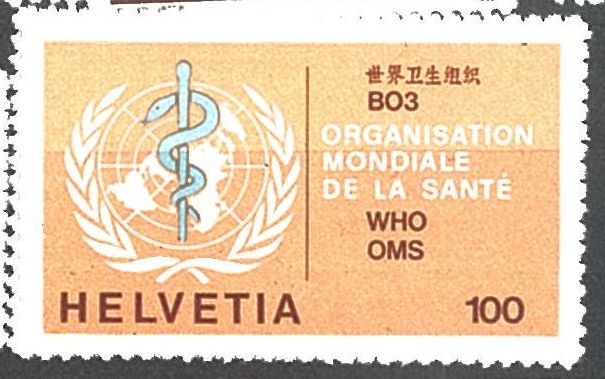 世界卫生组织
ВОЗ
ORGANISATION
MONDIALE
DE LA SANTÉ
WHO
OMS
HELVETIA
100